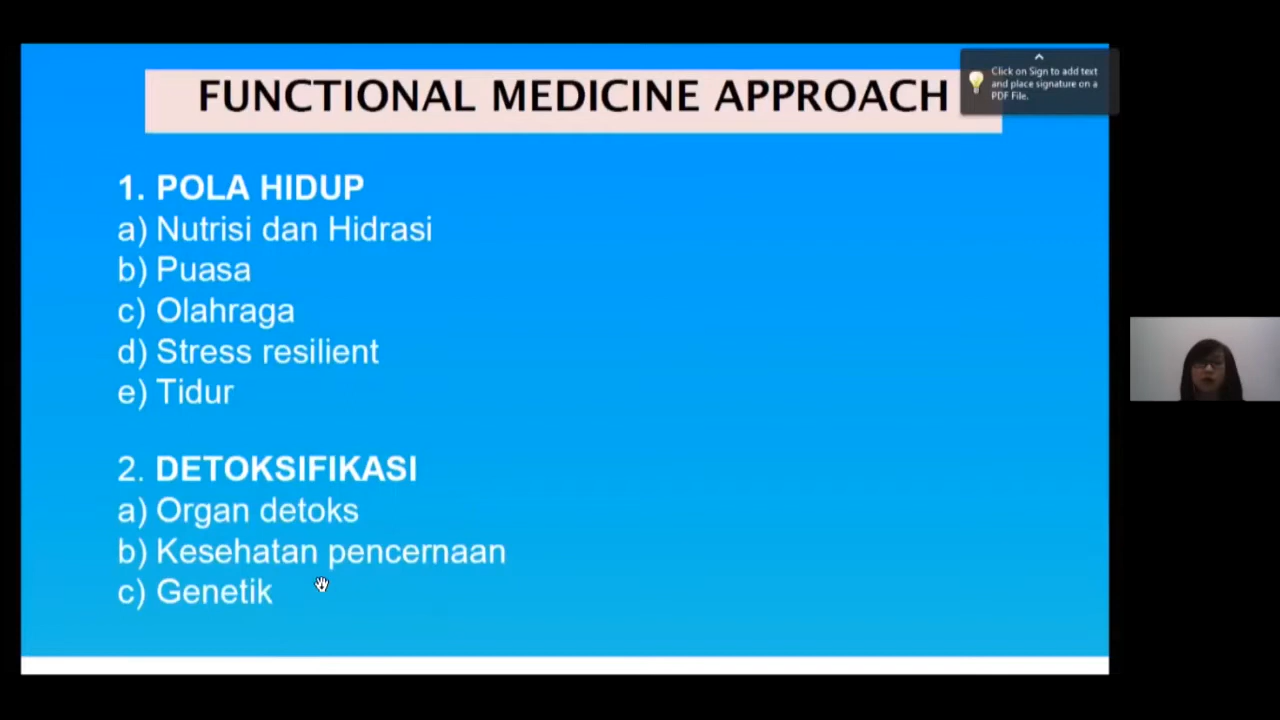 FUNCTIONAL MEDICINE APPROACH
Click on Sign to add text
and place signature on a
PDF File.
1. POLA HIDUP
a) Nutrisi dan Hidrasi
b) Puasa
c) Olahraga
d) Stress resilient
e) Tidur
2. DETOKSIFIKASI
a) Organ detoks
b) Kesehatan pencernaan
c) Genetik